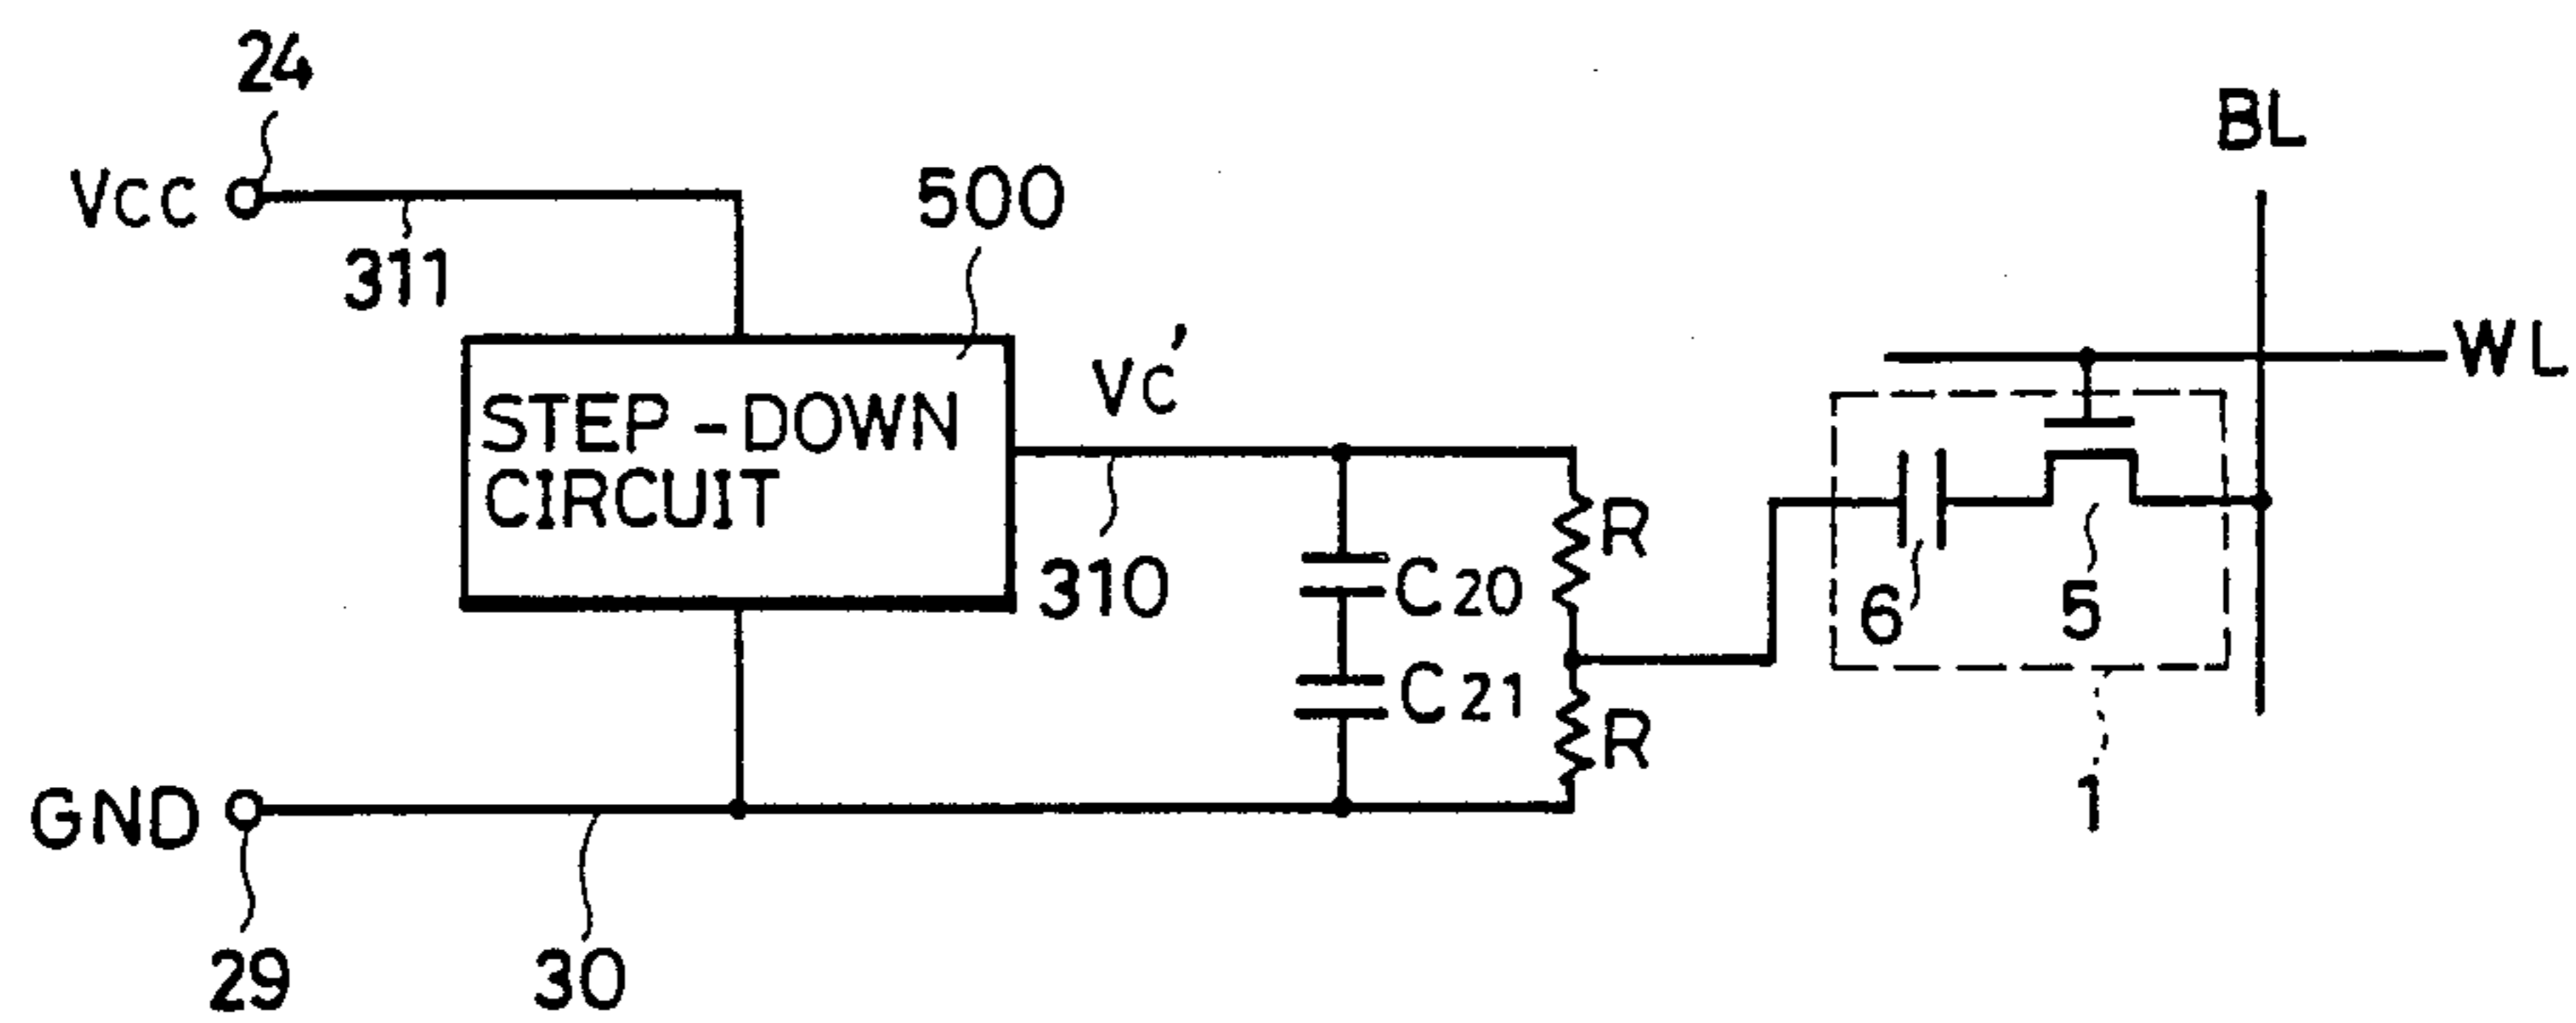 24
BL
VCC
500
311
VC'
WL
STEP-DOWN
CIRCUIT
R
310
C20
6
5
C21
R
1
GND
29
30